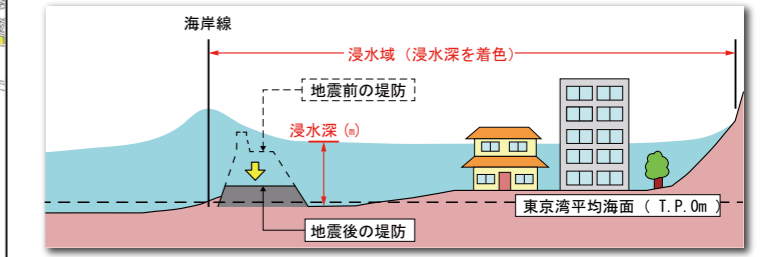 海岸線
浸水域（浸水深を着色）
地震前の堤防
浸水深(m)
東京湾平均海面（ T.P.0m ）
地震後の堤防